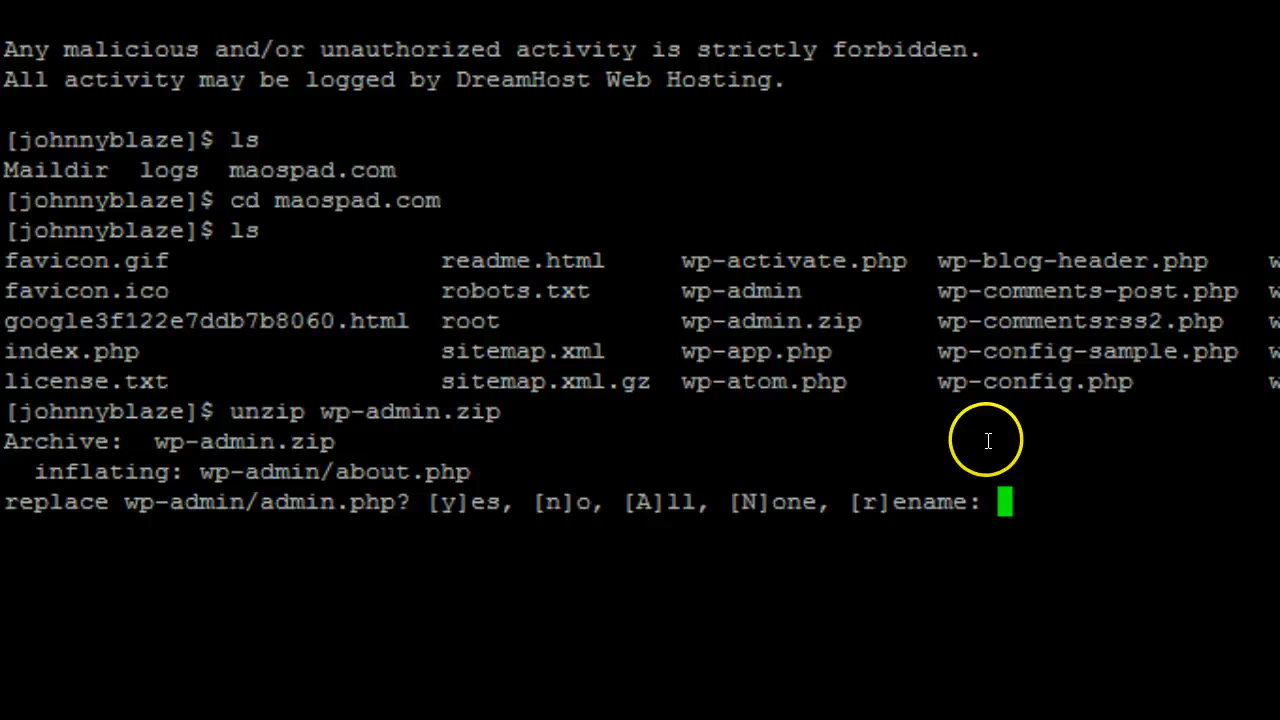 Any malicious and/or unauthorized activity is strictly forbidden.
All activity may be logged by DreamHost Web Hosting.
[johnnyblaze]$ ls
Maildir  logs  maospad.com
[johnnyblaze]$ cd maospad.com
[johnnyblaze]$ ls
favicon.gif readme.html wp-activate.php wp-blog-header.php w
favicon.ico robots.txt wp-admin wp-comments-post.php w
google3f122e7ddb7b8060.html root wp-admin.zip wp-commentsrss2.php w
index.php sitemap.xml wp-app.php wp-config-sample.php w
license.txt sitemap.xml.gz wp-atom.php wp-config.php w
[johnnyblaze]$ unzip wp-admin.zip
Archive:  wp-admin.zip
  inflating: wp-admin/about.php
replace wp-admin/admin.php? [y]es, [n]o, [A]ll, [N]one, [r]ename: